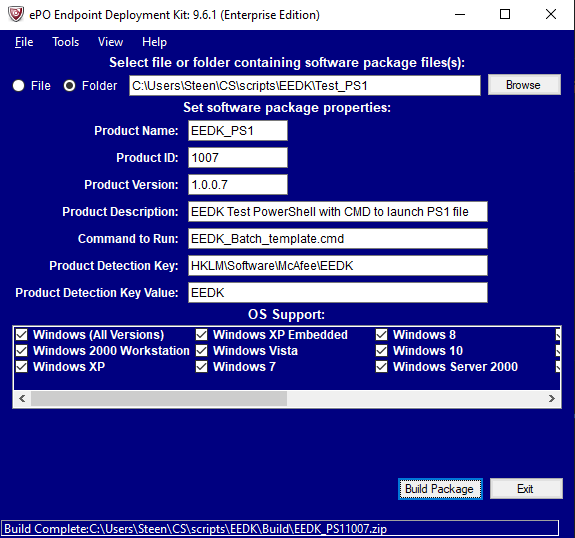 ePO Endpoint Deployment Kit: 9.6.1 (Enterprise Edition)
File Tools View Help
Select file or folder containing software package files(s):
File Folder C:\Users\Steen\CS\scripts\EEDK\Test_PS1 Browse
Set software package properties:
Product Name: EEDK_PS1
Product ID: 1007
Product Version: 1.0.0.7
Product Description: EEDK Test PowerShell with CMD to launch PS1 file
Command to Run: EEDK_Batch_template.cmd
Product Detection Key: HKLM\Software\McAfee\EEDK
Product Detection Key Value: EEDK
OS Support:
Windows (All Versions) Windows XP Embedded Windows 8
Windows 2000 Workstation Windows Vista Windows 10
Windows XP Windows 7 Windows Server 2000
Build Package Exit
Build Complete:C:\Users\Steen\CS\scripts\EEDK\Build\EEDK_PS11007.zip